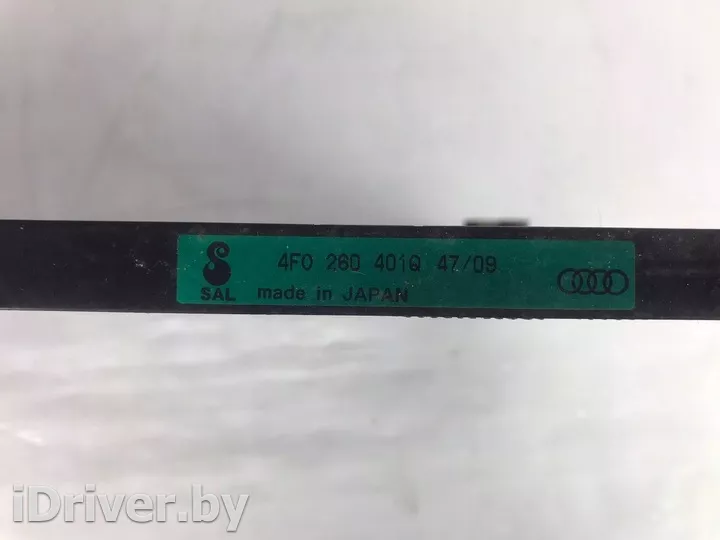 4F0 260 401Q 47/09
SAL made in JAPAN
iDriver.by